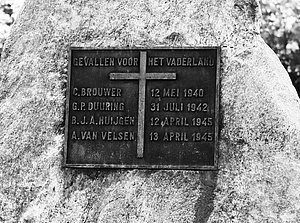 GEVALLEN VOOR HET VADERLAND
C. BROUWER 12 MEI 1940
G.P. DUURING 31 JULI 1942
B.J.A. HUIJGEN 12 APRIL 1945
A. VAN VELSEN 13 APRIL 1945